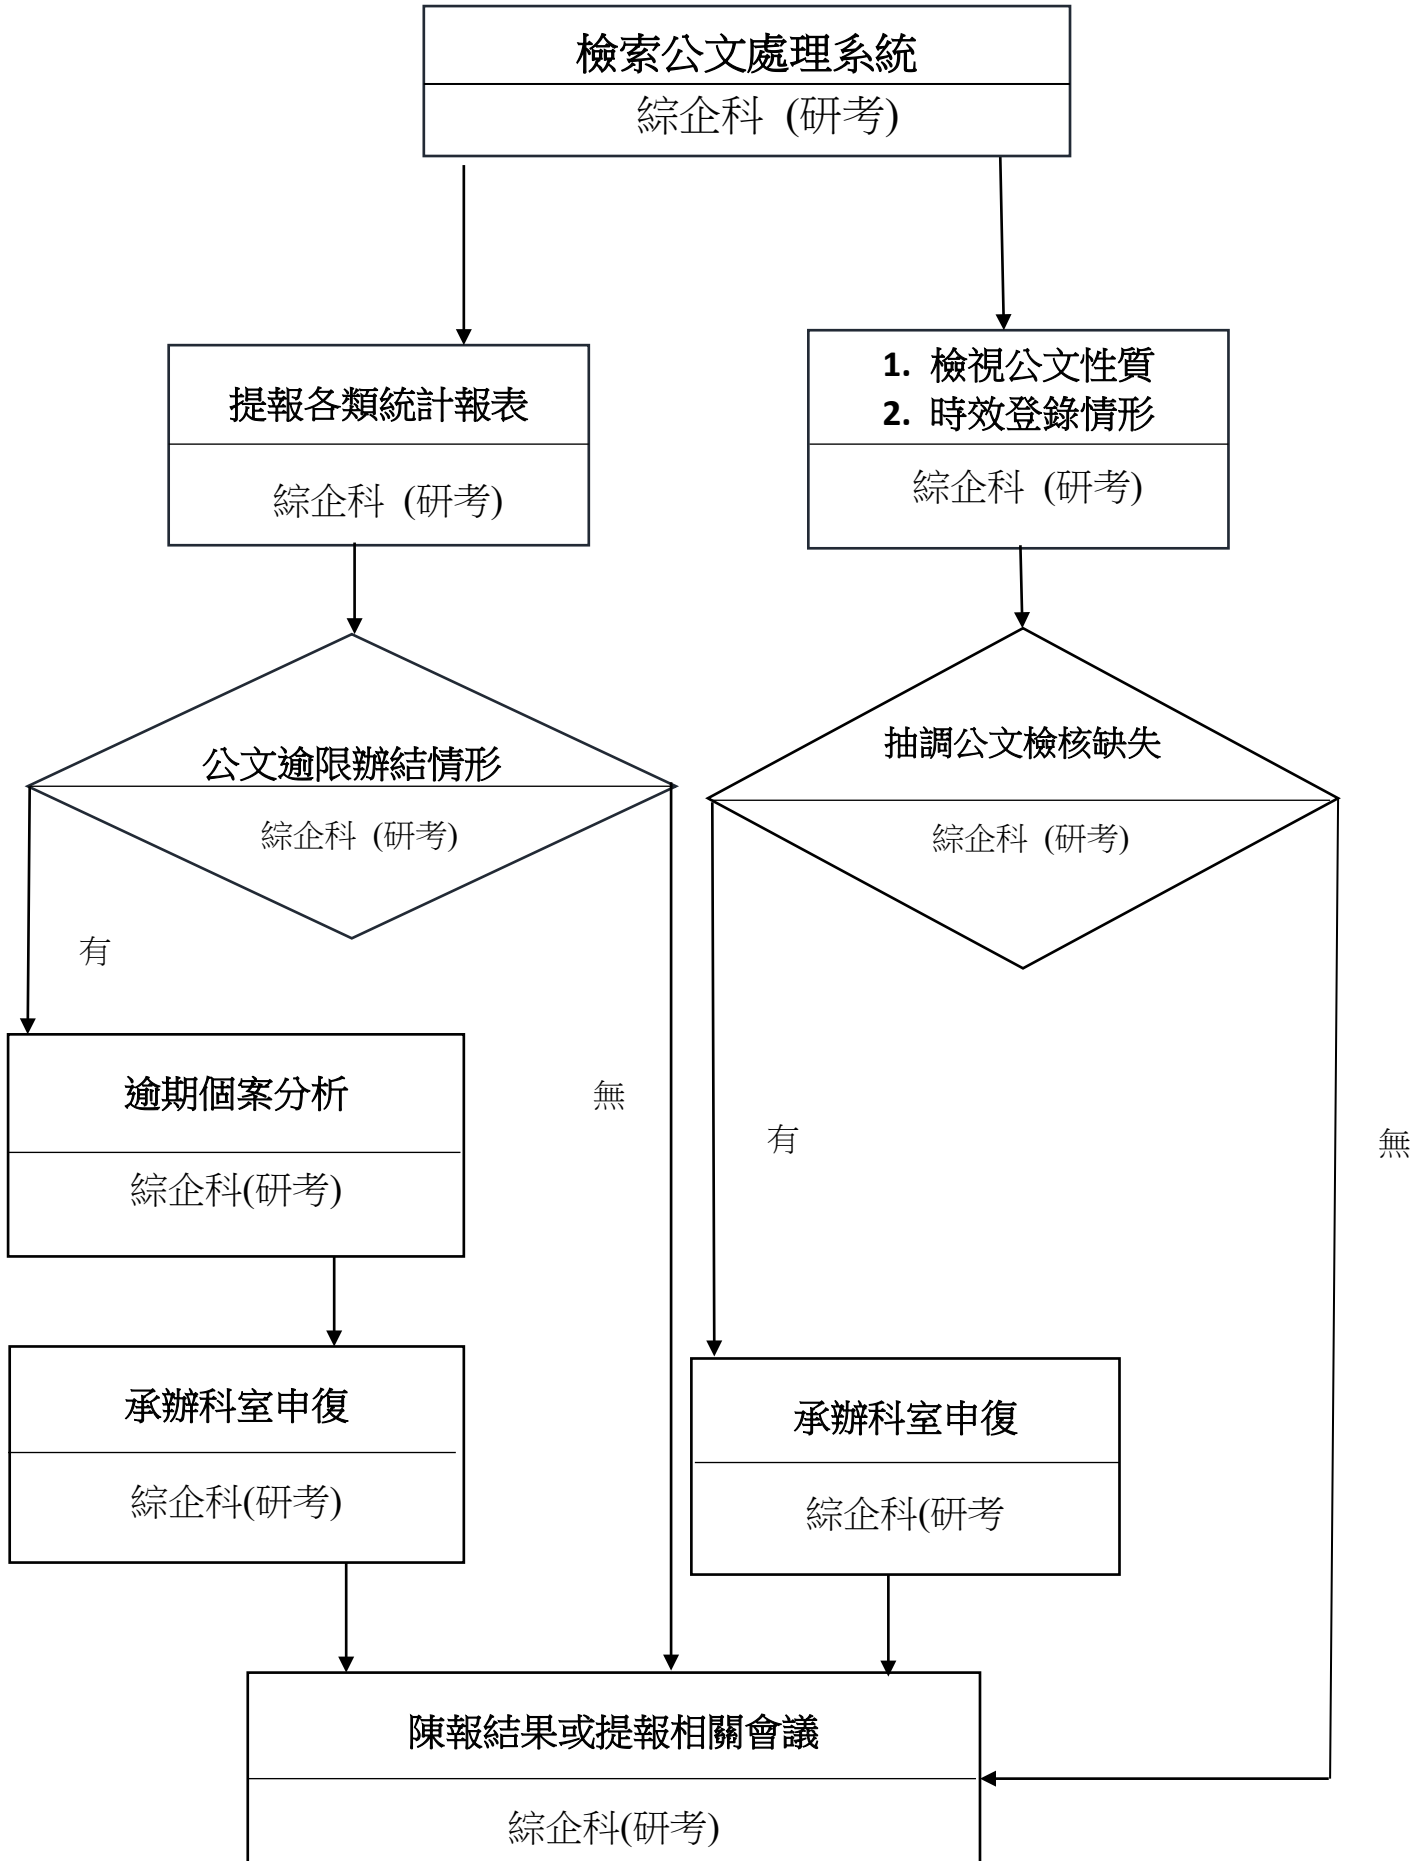 檢索公文處理系統
綜企科 (研考)
提報各類統計報表
綜企科 (研考)
1. 檢視公文性質
2. 時效登錄情形
綜企科 (研考)
公文逾限辦結情形
綜企科 (研考)
抽調公文檢核缺失
綜企科 (研考)
有
無
有
無
逾期個案分析
綜企科(研考)
承辦科室申復
綜企科(研考)
承辦科室申復
綜企科(研考
陳報結果或提報相關會議
綜企科(研考)